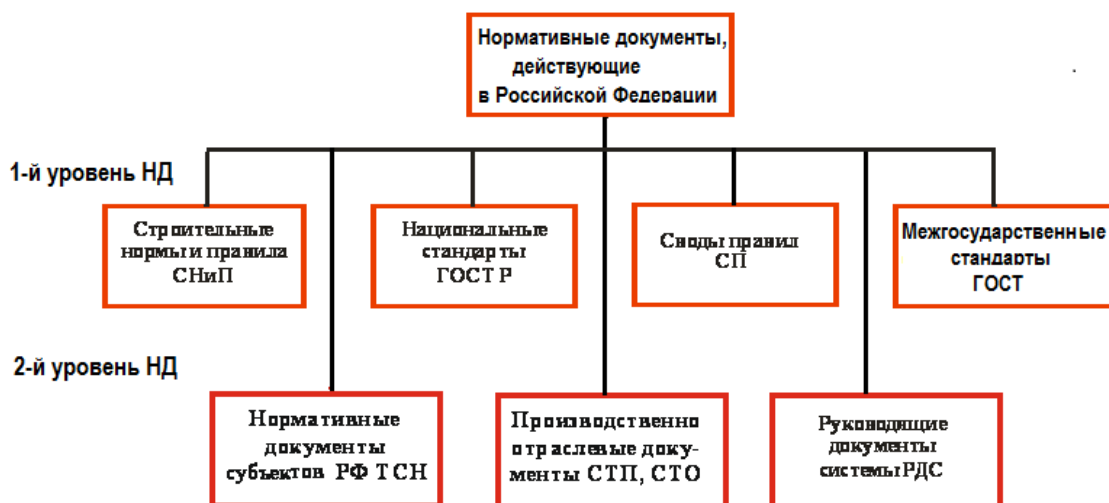 Нормативные документы,
действующие
в Российской Федерации
1-й уровень НД
Строительные
нормы и правила
СНиП
Национальные
стандарты
ГОСТ Р
Своды правил
СП
Межгосударственные
стандарты
ГОСТ
2-й уровень НД
Нормативные
документы
субъектов РФ ТСН
Производственно
отраслевые доку-
менты СТП, СТО
Руководящие
документы
системы РДС